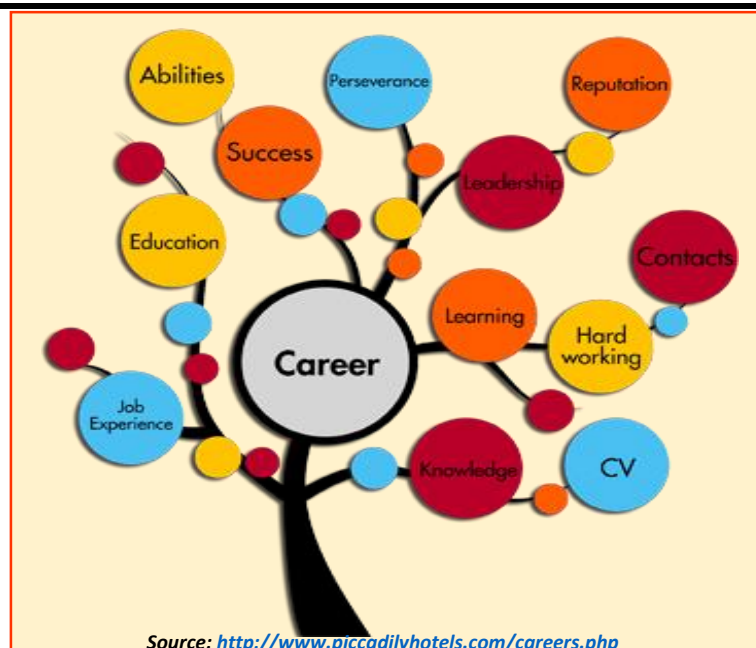 Abilities
Perseverance
Reputation
Success
Leadership
Education
Contacts
Learning
Hard
working
Career
Job
Experience
Knowledge
CV
Source: http://www.piccadilyhotels.com/careers.php